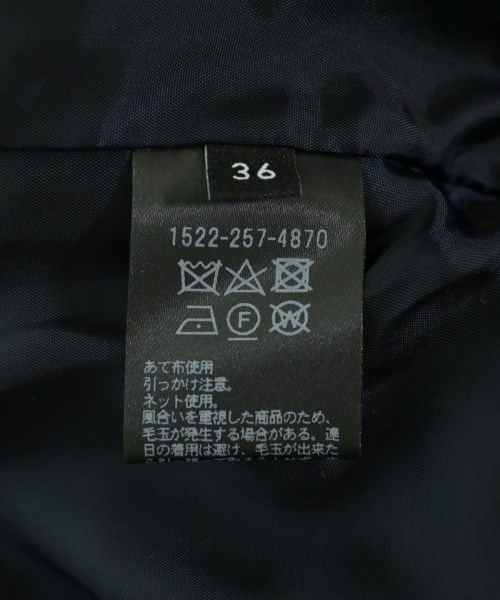 36
1522-257-4870
F
W
あて布使用
引っかけ注意。
ネット使用。
風合いを重視した商品のため、
毛玉が発生する場合がある。連
日の着用は避け、毛玉が出来た